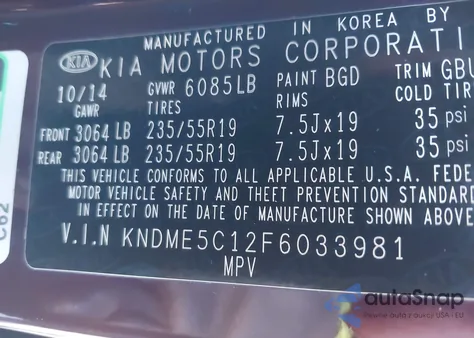 MANUFACTURED IN KOREA BY
KIA KIA MOTORS CORPORATI
10/14 GVWR 6085LB PAINT BGD TRIM GBU
GAWR TIRES RIMS COLD TIR
FRONT 3064 LB 235/55R19 7.5Jx19 35 psi
REAR 3064 LB 235/55R19 7.5Jx19 35 psi
THIS VEHICLE CONFORMS TO ALL APPLICABLE U.S.A. FEDE
MOTOR VEHICLE SAFETY AND THEFT PREVENTION STANDARD
IN EFFECT ON THE DATE OF MANUFACTURE SHOWN ABOVE
V.I.N KNDME5C12F6033981
MPV
C62
autoSnap